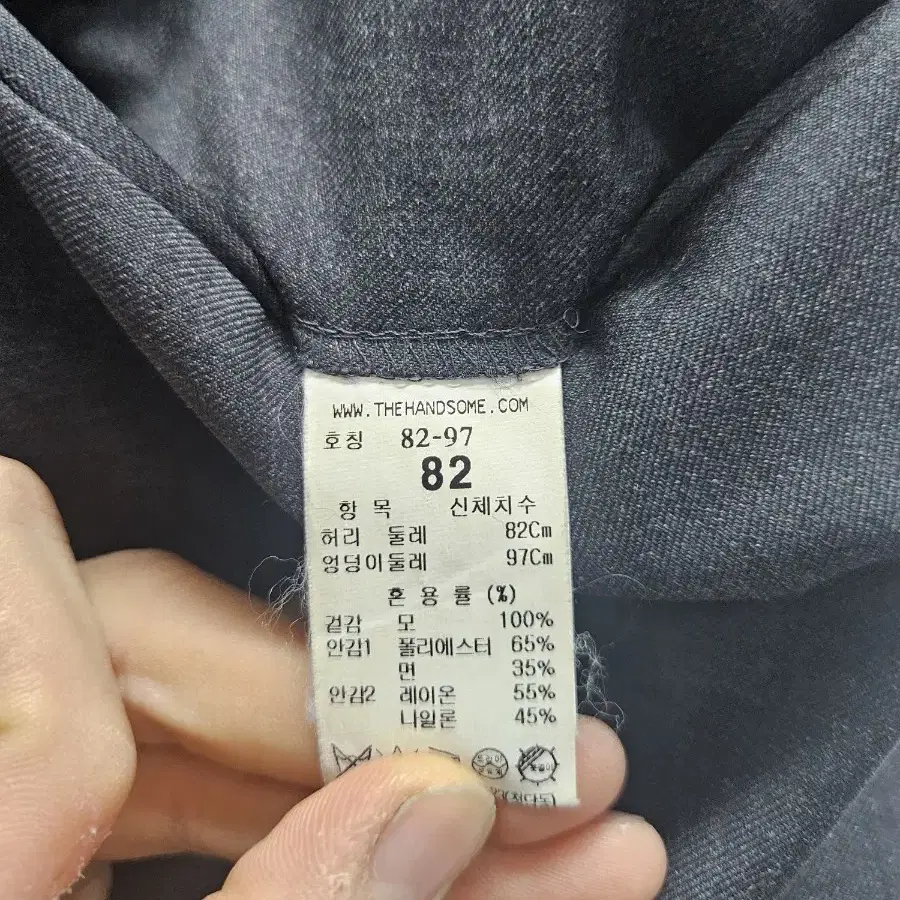 WWW.THEHANDSOME.COM
호칭 82-97
82
항 목 신체치수
허리 둘레 82Cm
엉덩이둘레 97Cm
혼 용 률 (%)
겉감 모 100%
안감1 폴리에스터 65%
면 35%
안감2 레이온 55%
나일론 45%